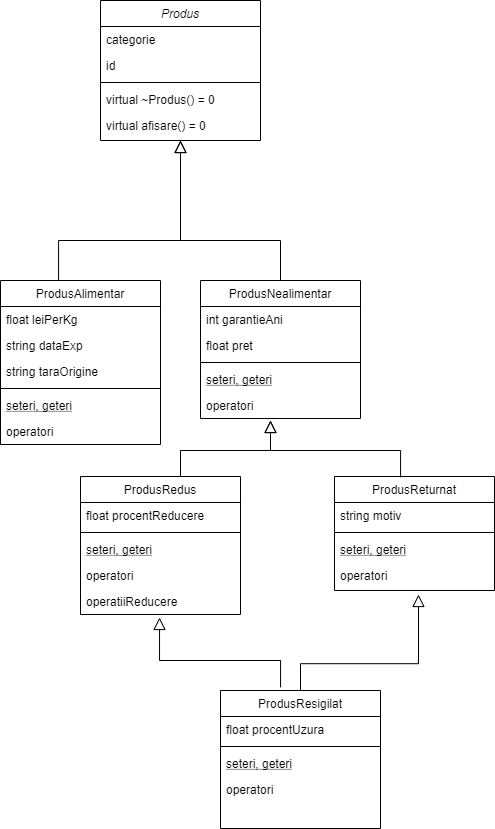 Produs
categorie
id
virtual ~Produs() = 0
virtual afisare() = 0
ProdusAlimentar
float leiPerKg
string dataExp
string taraOrigine
seteri, geteri
operatori
ProdusNealimentar
int garantieAni
float pret
seteri, geteri
operatori
ProdusRedus
float procentReducere
seteri, geteri
operatori
operatiiReducere
ProdusReturnat
string motiv
seteri, geteri
operatori
ProdusResigilat
float procentUzura
seteri, geteri
operatori